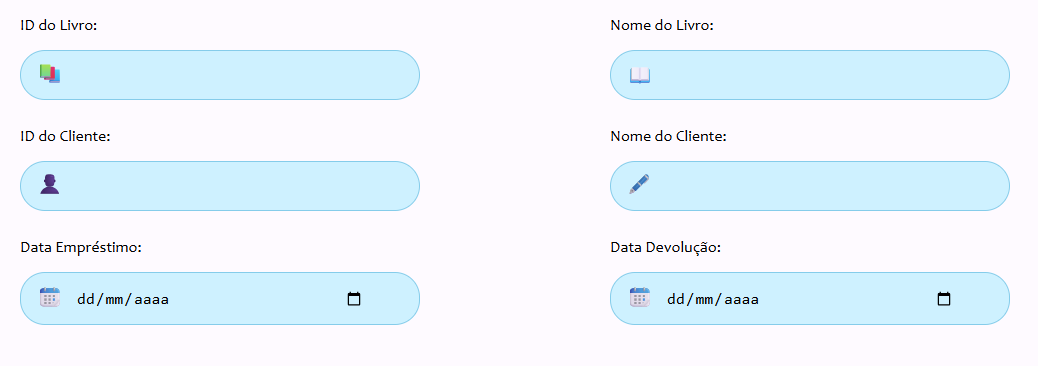 ID do Livro:
Nome do Livro:
ID do Cliente:
Nome do Cliente:
Data Empréstimo:
Data Devolução:
dd/mm/aaaa
dd/mm/aaaa